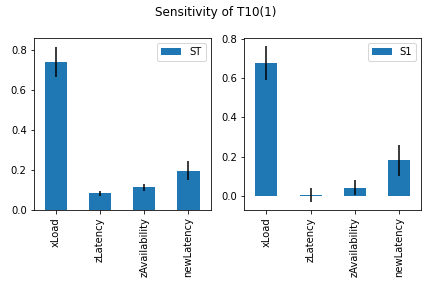 Sensitivity of T10(1)
0.8
0.6
0.4
0.2
0.0
ST
xLoad
zLatency
zAvailability
newLatency
0.8
0.6
0.4
0.2
0.0
S1
xLoad
zLatency
zAvailability
newLatency